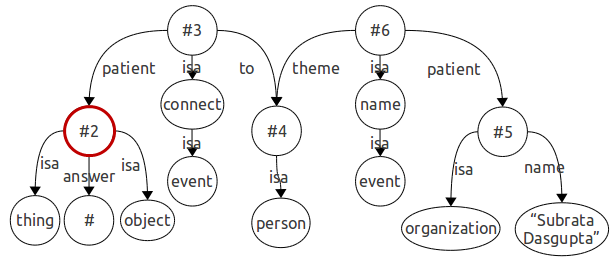 #3
#6
patient
isa
to
theme
isa
patient
connect
name
#2
#4
#5
isa
isa
isa
answer
isa
isa
isa
name
event
event
thing
#
object
person
organization
“Subrata
Dasgupta”